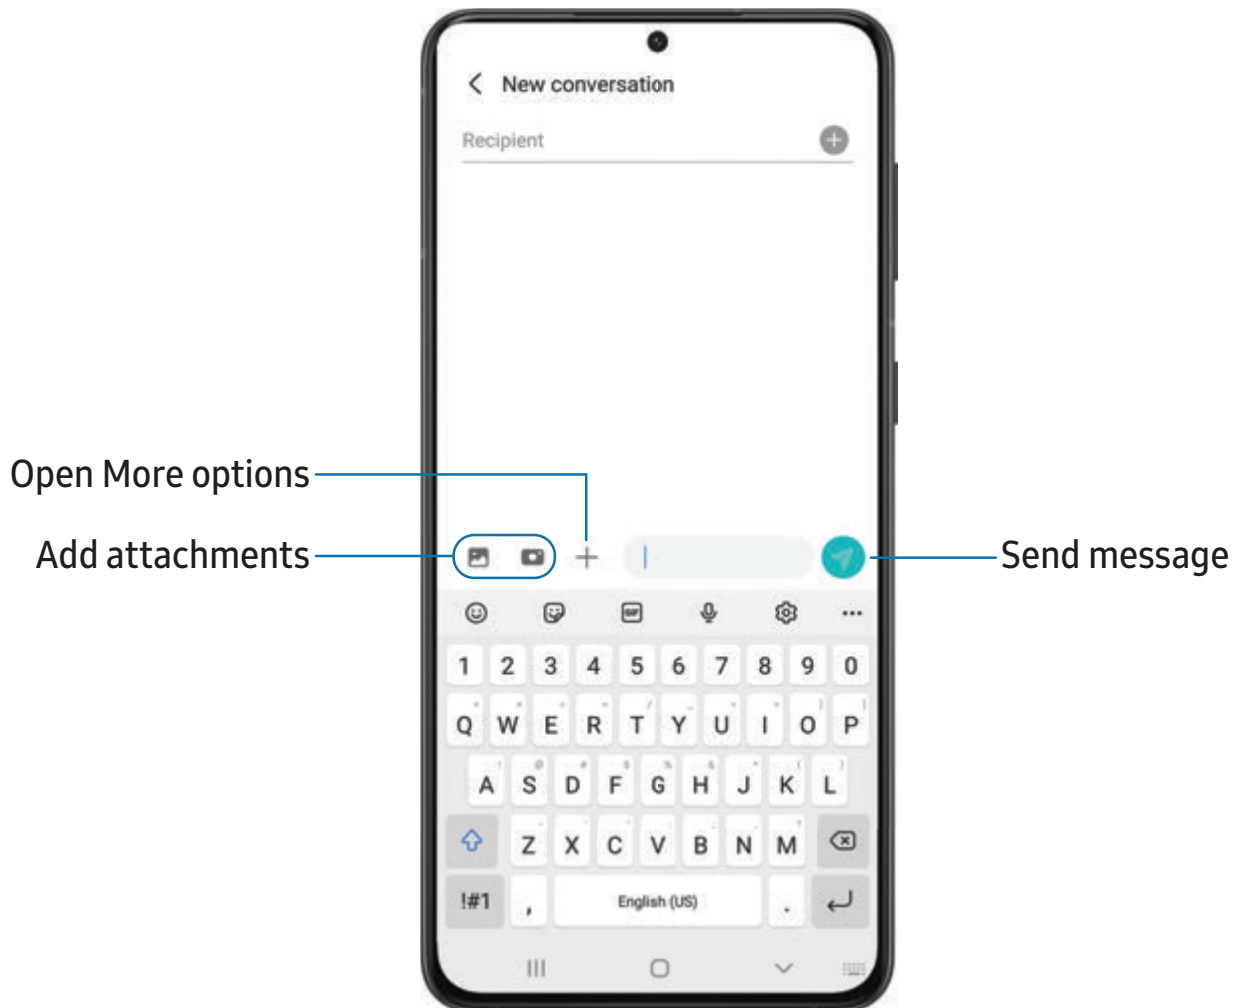 New conversation
Recipient
Open More options
Add attachments
Send message
GIF
1 2 3 4 5 6 7 8 9 0
Q W E R T Y U I O P
A S D F G H J K L
Z X C V B N M
!#1 , English (US) .